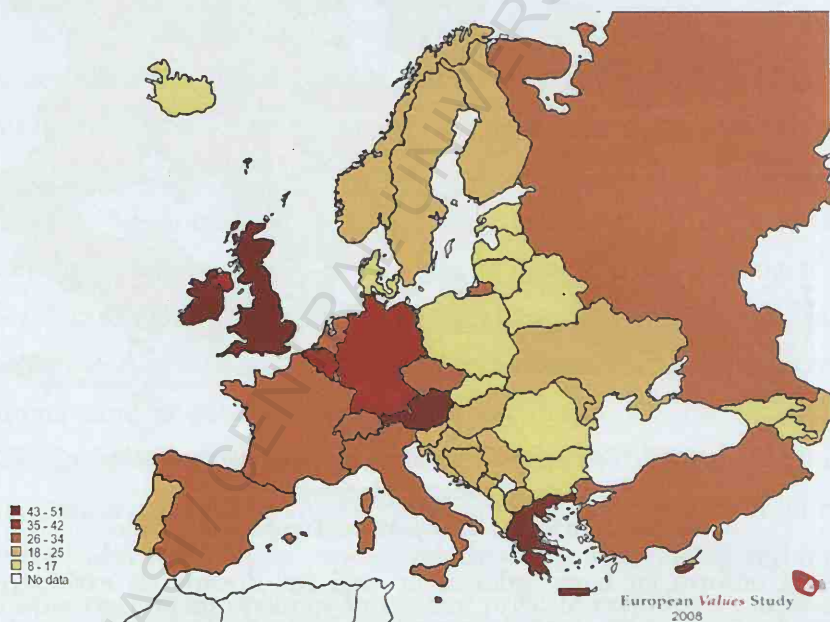 43 - 51
35 - 42
26 - 34
18 - 25
8 - 17
No data
European Values Study
2008